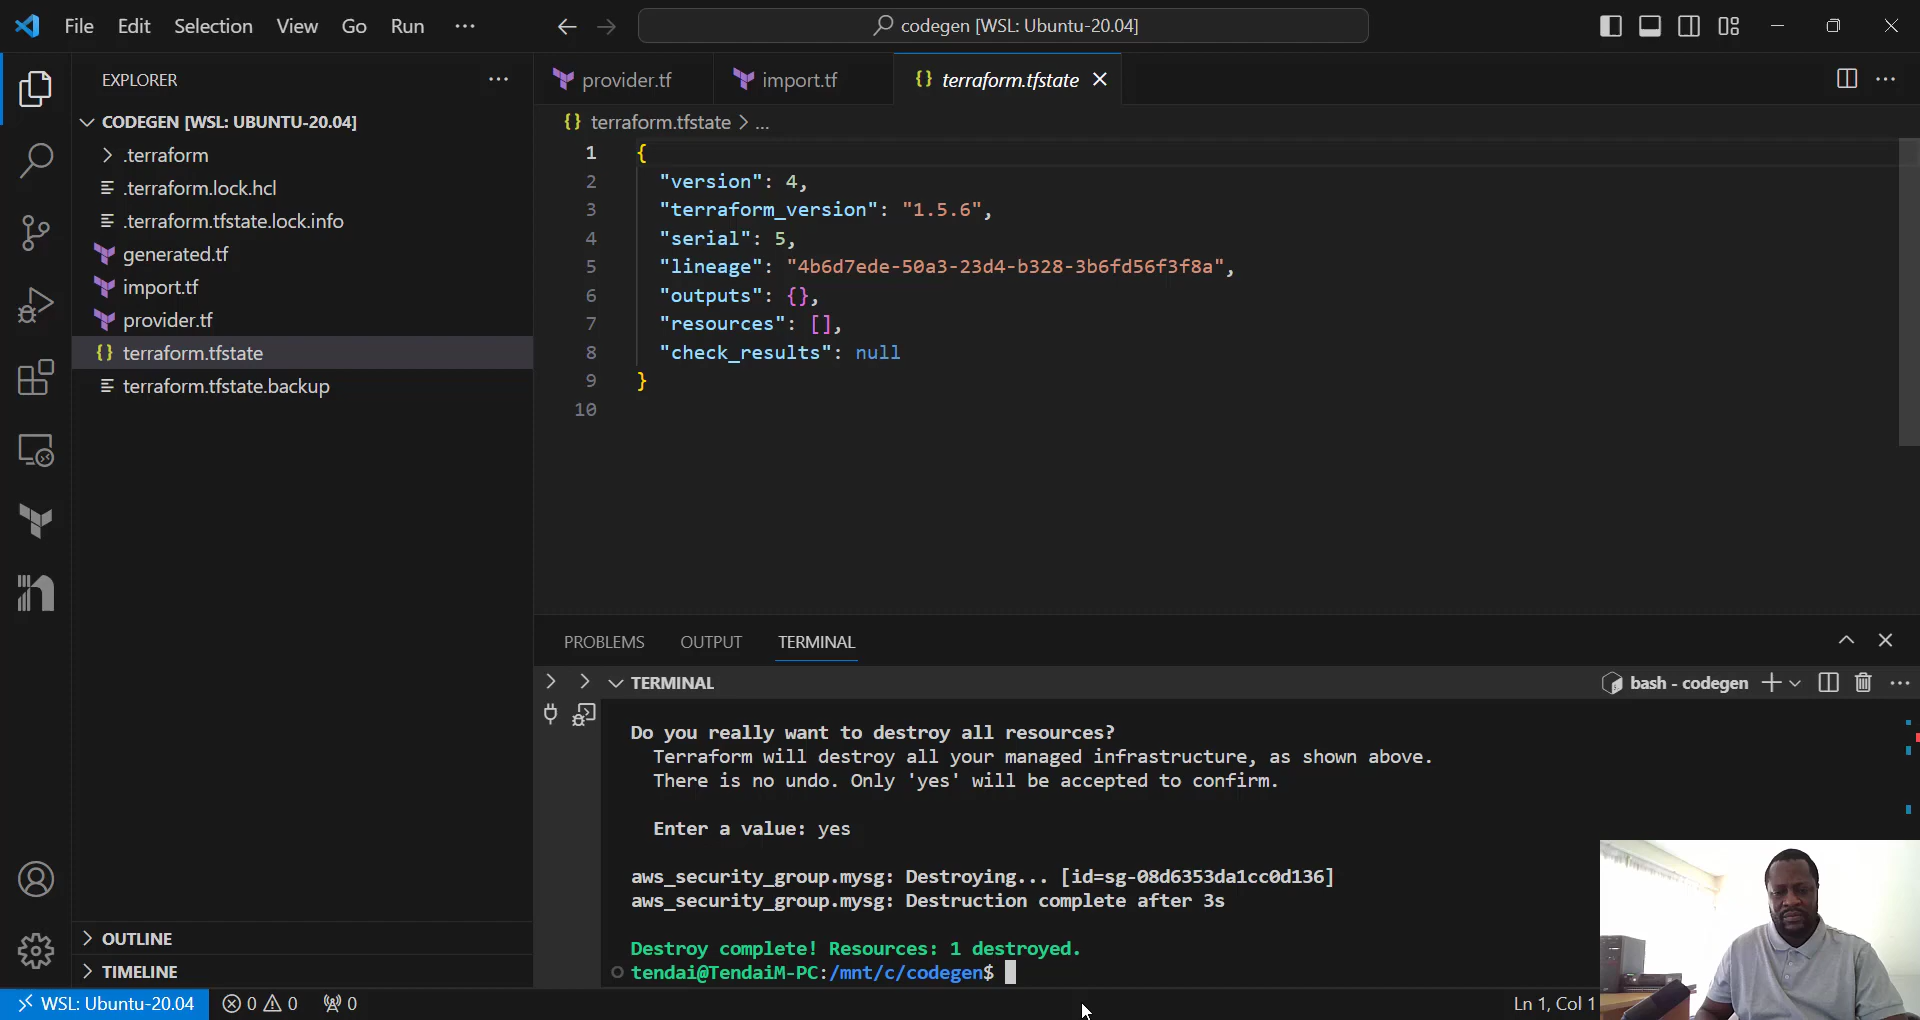 File Edit Selection View Go Run ...
codegen [WSL: Ubuntu-20.04]
EXPLORER
CODEGEN [WSL: UBUNTU-20.04]
.terraform
.terraform.lock.hcl
.terraform.tfstate.lock.info
generated.tf
import.tf
provider.tf
terraform.tfstate
terraform.tfstate.backup
OUTLINE
TIMELINE
provider.tf import.tf {} terraform.tfstate
{} terraform.tfstate > ...
1 {
2 "version": 4,
3 "terraform_version": "1.5.6",
4 "serial": 5,
5 "lineage": "4b6d7ede-50a3-23d4-b328-3b6fd56f3f8a",
6 "outputs": {},
7 "resources": [],
8 "check_results": null
9 }
10
PROBLEMS OUTPUT TERMINAL
TERMINAL
bash - codegen
Do you really want to destroy all resources?
Terraform will destroy all your managed infrastructure, as shown above.
There is no undo. Only 'yes' will be accepted to confirm.
Enter a value: yes
aws_security_group.mysg: Destroying... [id=sg-08d6353da1cc0d136]
aws_security_group.mysg: Destruction complete after 3s
Destroy complete! Resources: 1 destroyed.
tendai@TendaiM-PC:/mnt/c/codegen$
WSL: Ubuntu-20.04 0 0 0
Ln 1, Col 1